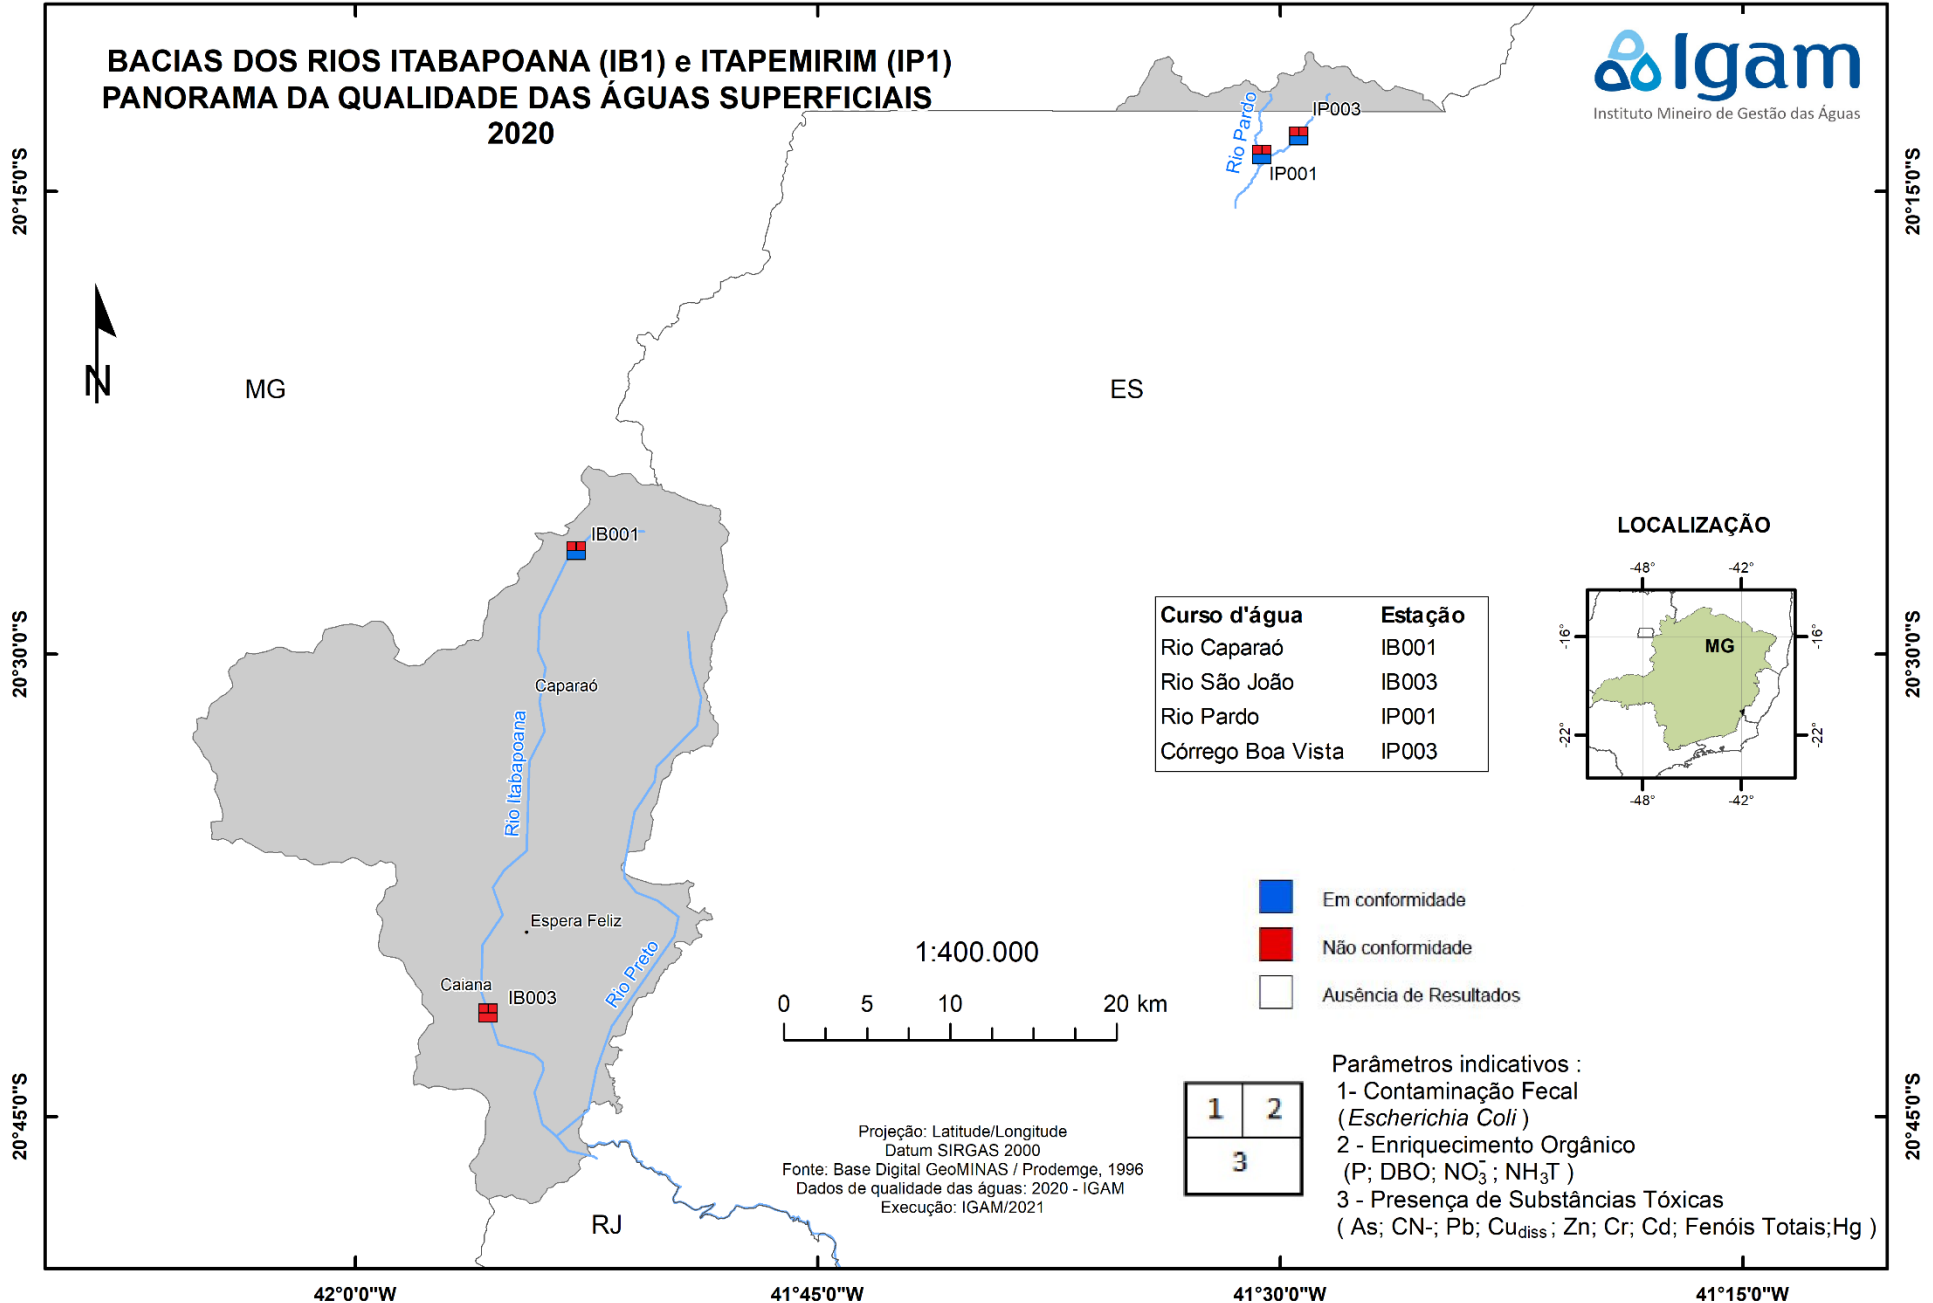 BACIAS DOS RIOS ITABAPOANA (IB1) e ITAPEMIRIM (IP1)
PANORAMA DA QUALIDADE DAS ÁGUAS SUPERFICIAIS
2020
Igam
Instituto Mineiro de Gestão das Águas
Rio Pardo
IP003
IP001
20°15'0"S
20°15'0"S
N
MG
ES
IB001
LOCALIZAÇÃO
-48°
-42°
-16°
-16°
MG
-22°
-22°
-48°
-42°
Curso d'água Estação
Rio Caparaó IB001
Rio São João IB003
Rio Pardo IP001
Córrego Boa Vista IP003
20°30'0"S
20°30'0"S
Caparaó
Rio Itabapoana
Espera Feliz
Rio Preto
Caiana
IB003
1:400.000
0 5 10 20 km
Em conformidade
Não conformidade
Ausência de Resultados
1 2
3
Parâmetros indicativos :
1- Contaminação Fecal
(Escherichia Coli )
2 - Enriquecimento Orgânico
(P; DBO; NO₃⁻; NH₃T )
3 - Presença de Substâncias Tóxicas
( As; CN-; Pb; Cudiss; Zn; Cr; Cd; Fenóis Totais;Hg )
20°45'0"S
20°45'0"S
Projeção: Latitude/Longitude
Datum SIRGAS 2000
Fonte: Base Digital GeoMINAS / Prodemge, 1996
Dados de qualidade das águas: 2020 - IGAM
Execução: IGAM/2021
RJ
42°0'0"W
41°45'0"W
41°30'0"W
41°15'0"W